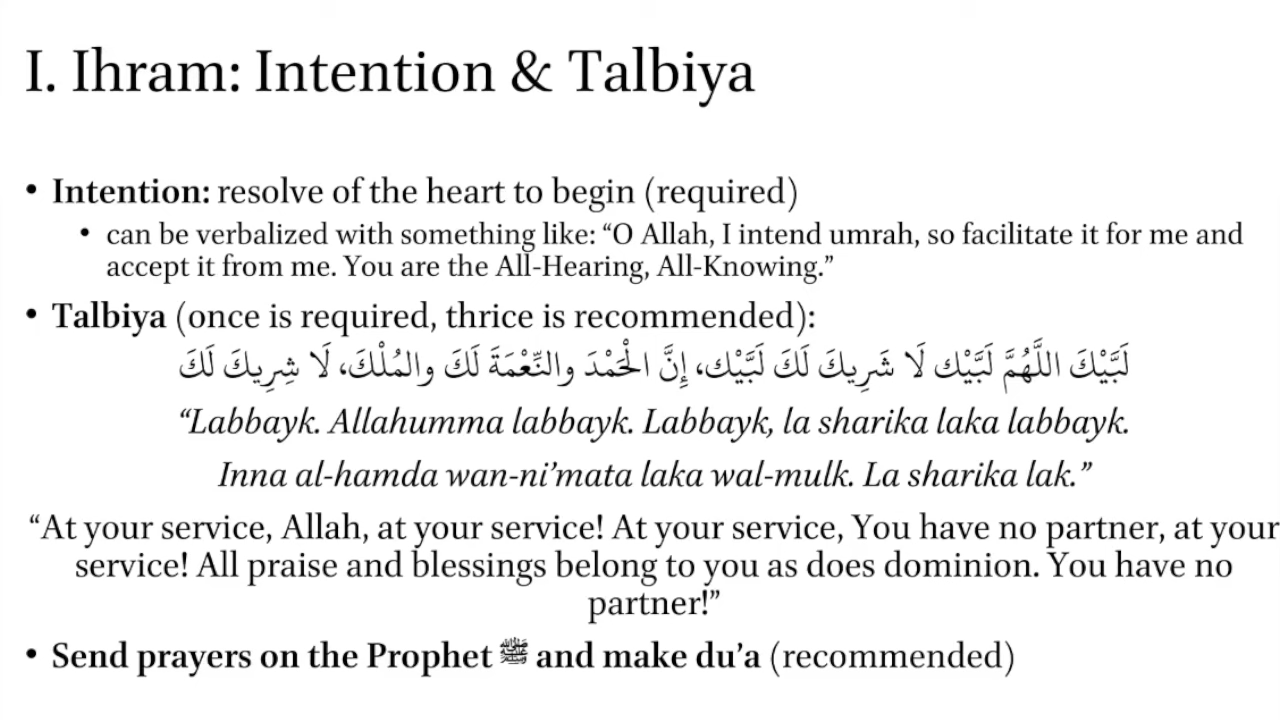 I. Ihram: Intention & Talbiya
• Intention: resolve of the heart to begin (required)
• can be verbalized with something like: “O Allah, I intend umrah, so facilitate it for me and
accept it from me. You are the All-Hearing, All-Knowing.”
• Talbiya (once is required, thrice is recommended):
لَبَّيْكَ اللَّهُمَّ لَبَّيْك لَبَّيْكَ لَا شَرِيكَ لَكَ لَبَّيْك، إِنَّ الْحَمْدَ والنِّعْمَةَ لَكَ والمُلْكَ، لَا شِرِيكَ لَكَ
“Labbayk. Allahumma labbayk. Labbayk, la sharika laka labbayk.
Inna al-hamda wan-ni’mata laka wal-mulk. La sharika lak.”
“At your service, Allah, at your service! At your service, You have no partner, at your
service! All praise and blessings belong to you as does dominion. You have no
partner!”
• Send prayers on the Prophet ﷺ and make du’a (recommended)